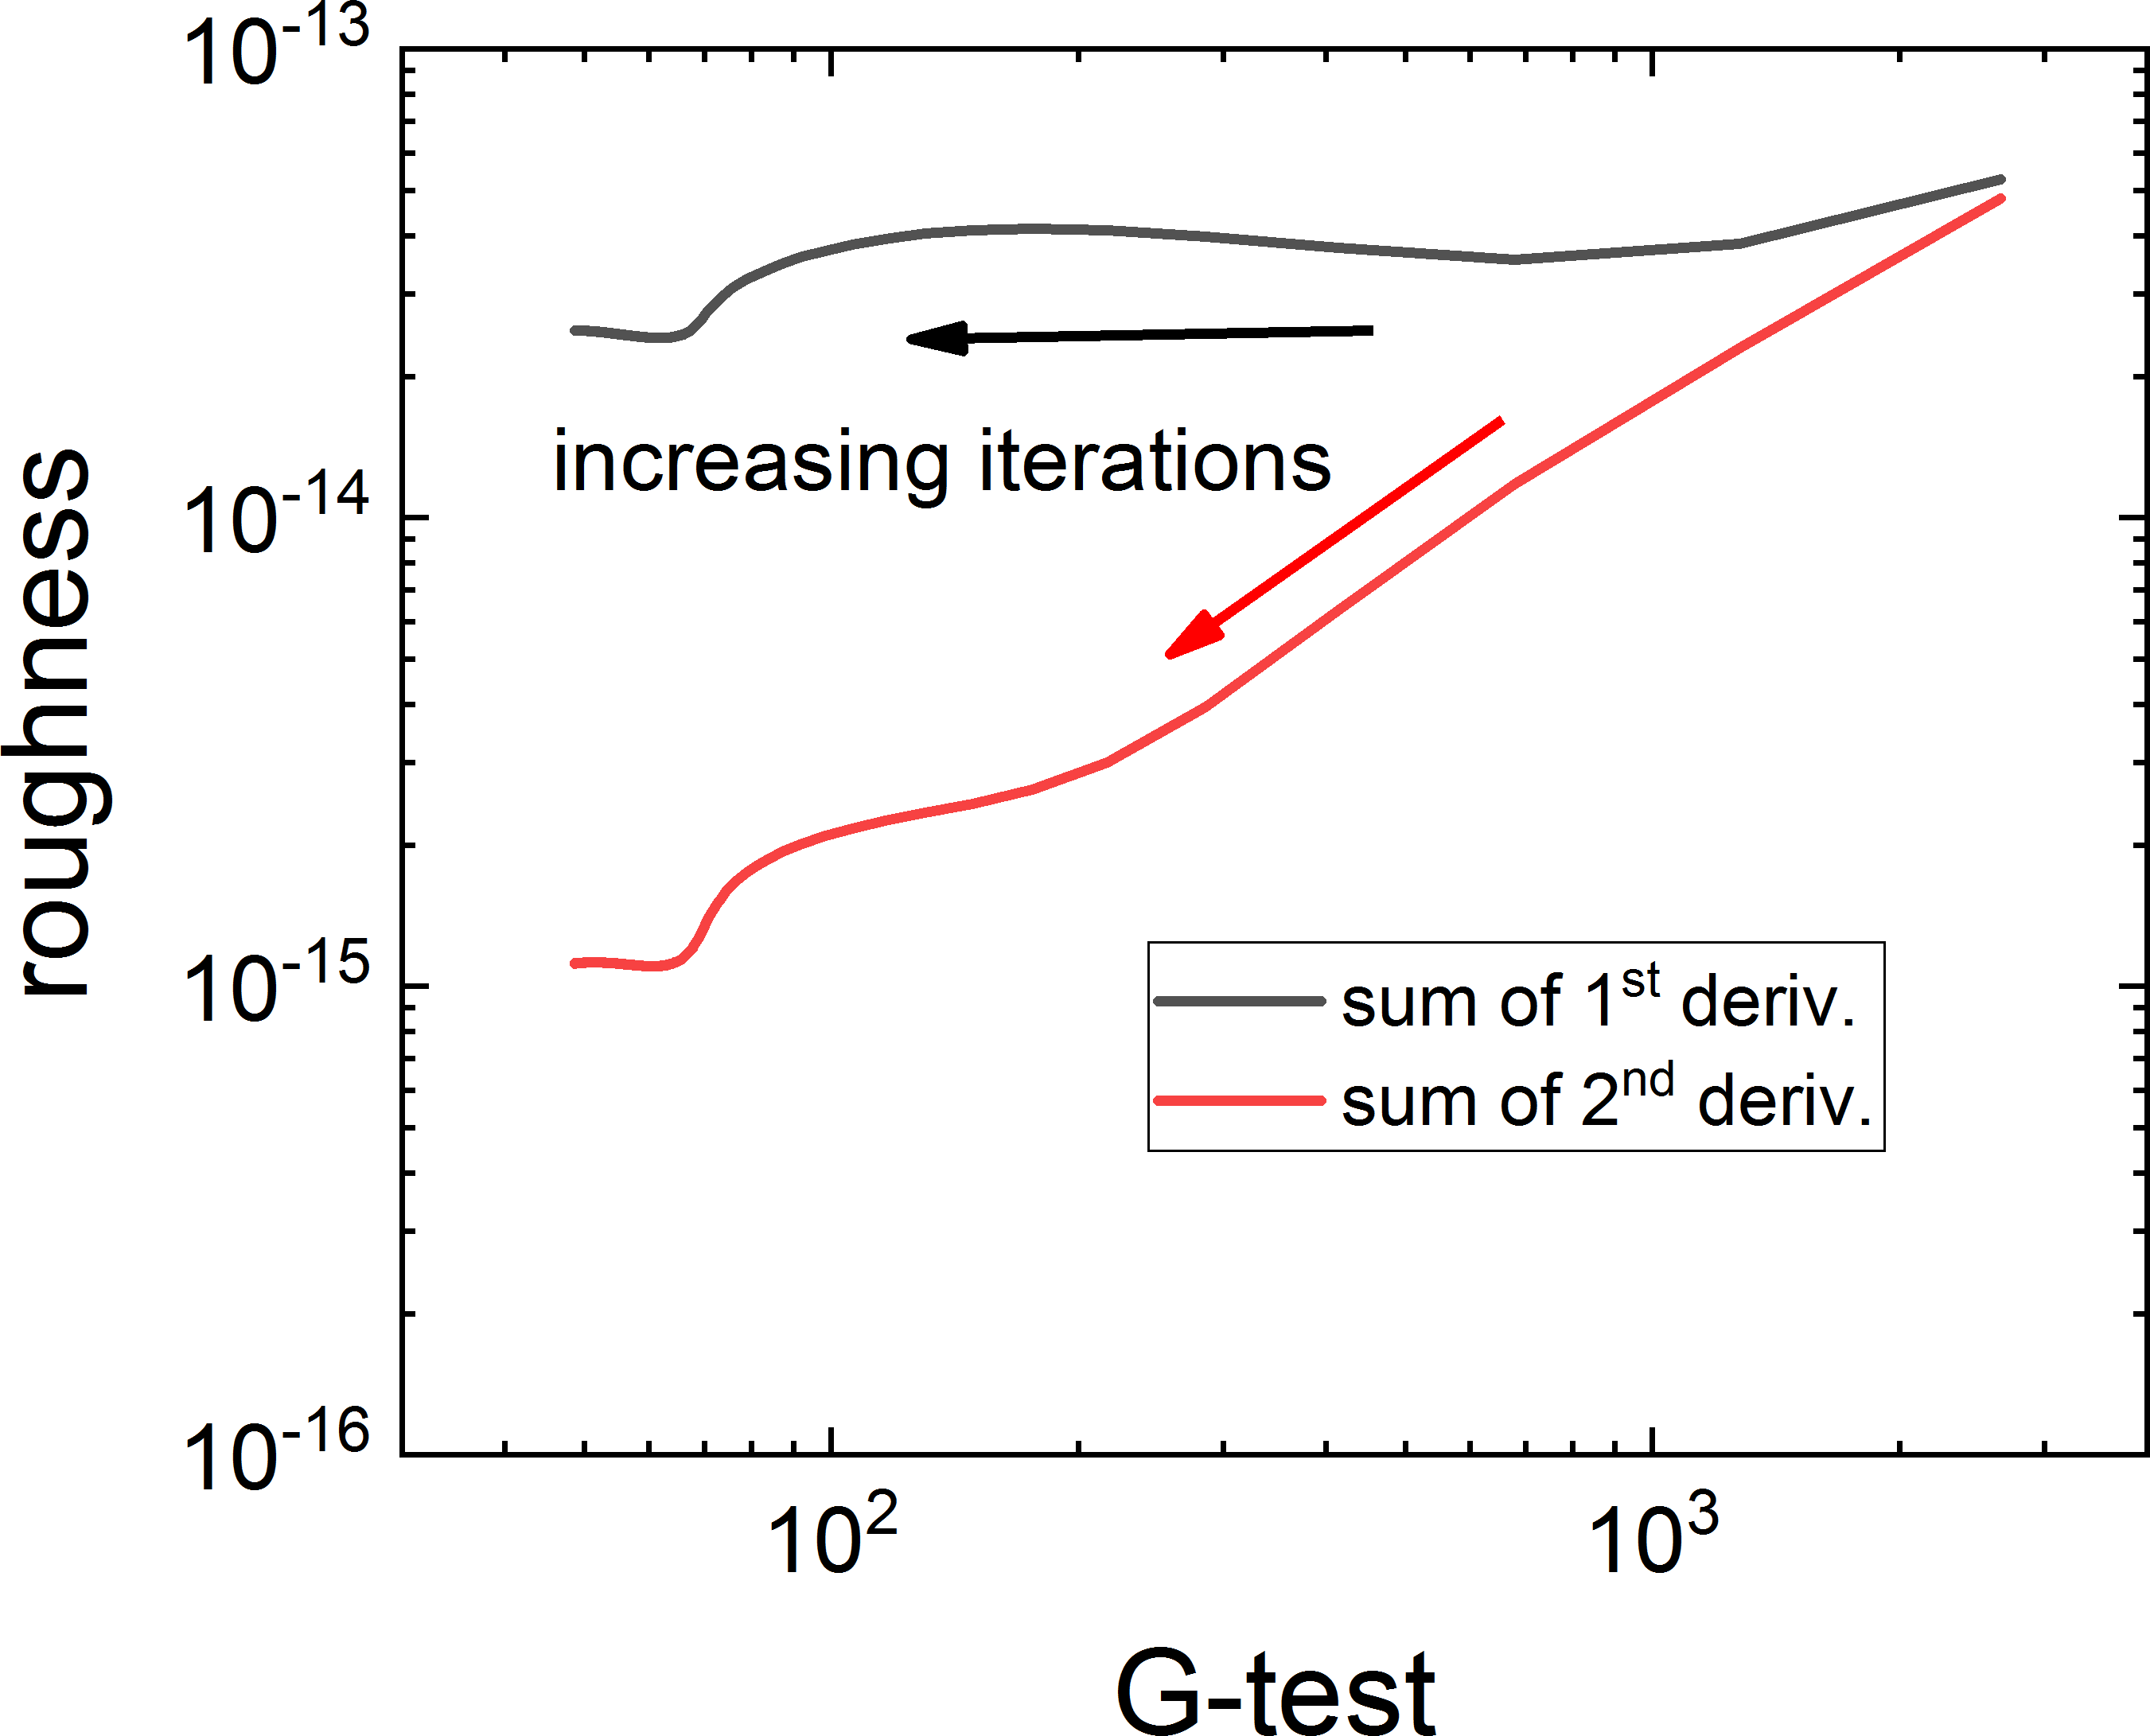 10⁻¹³
10⁻¹⁴
10⁻¹⁵
10⁻¹⁶
roughness
increasing iterations
sum of 1ˢᵗ deriv.
sum of 2ⁿᵈ deriv.
10² 10³
G-test